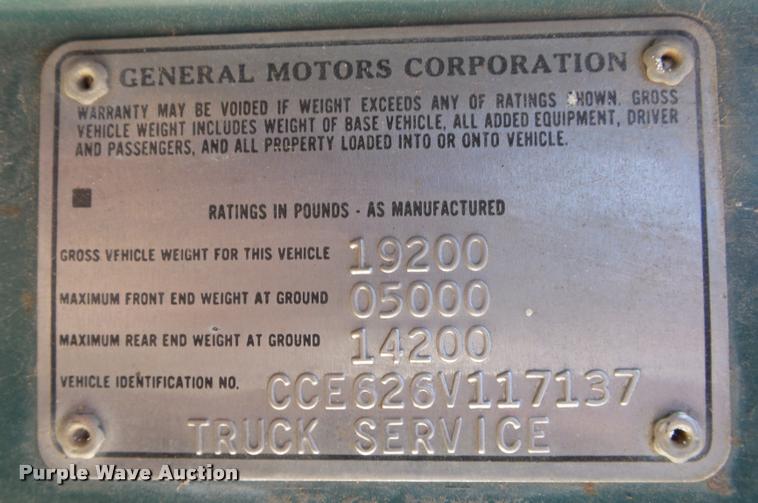 GENERAL MOTORS CORPORATION
WARRANTY MAY BE VOIDED IF WEIGHT EXCEEDS ANY OF RATINGS SHOWN. GROSS
VEHICLE WEIGHT INCLUDES WEIGHT OF BASE VEHICLE, ALL ADDED EQUIPMENT, DRIVER
AND PASSENGERS, AND ALL PROPERTY LOADED INTO OR ONTO VEHICLE.
RATINGS IN POUNDS - AS MANUFACTURED
GROSS VEHICLE WEIGHT FOR THIS VEHICLE 19200
MAXIMUM FRONT END WEIGHT AT GROUND 05000
MAXIMUM REAR END WEIGHT AT GROUND 14200
VEHICLE IDENTIFICATION NO. CCE626V117137
TRUCK SERVICE
Purple Wave Auction